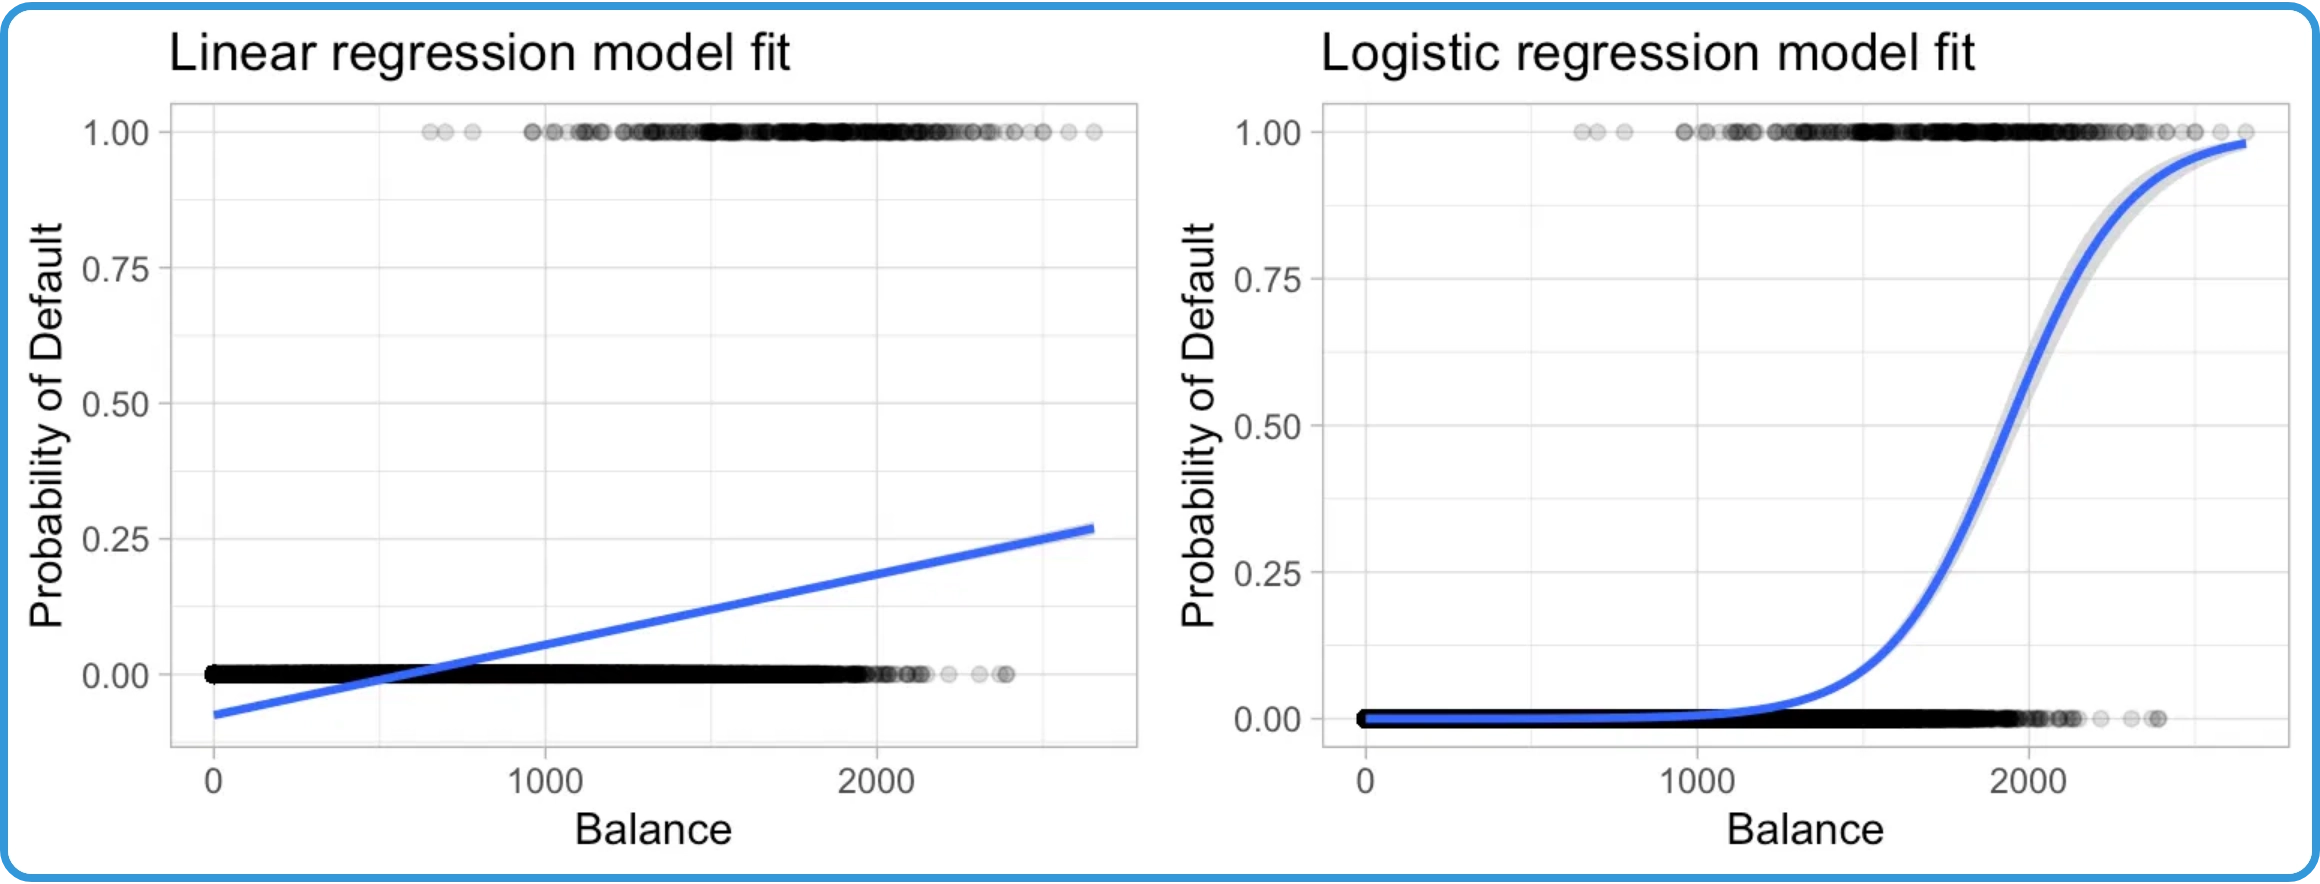 Linear regression model fit
1.00
0.75
0.50
0.25
0.00
Probability of Default
0 1000 2000
Balance
Logistic regression model fit
1.00
0.75
0.50
0.25
0.00
Probability of Default
0 1000 2000
Balance